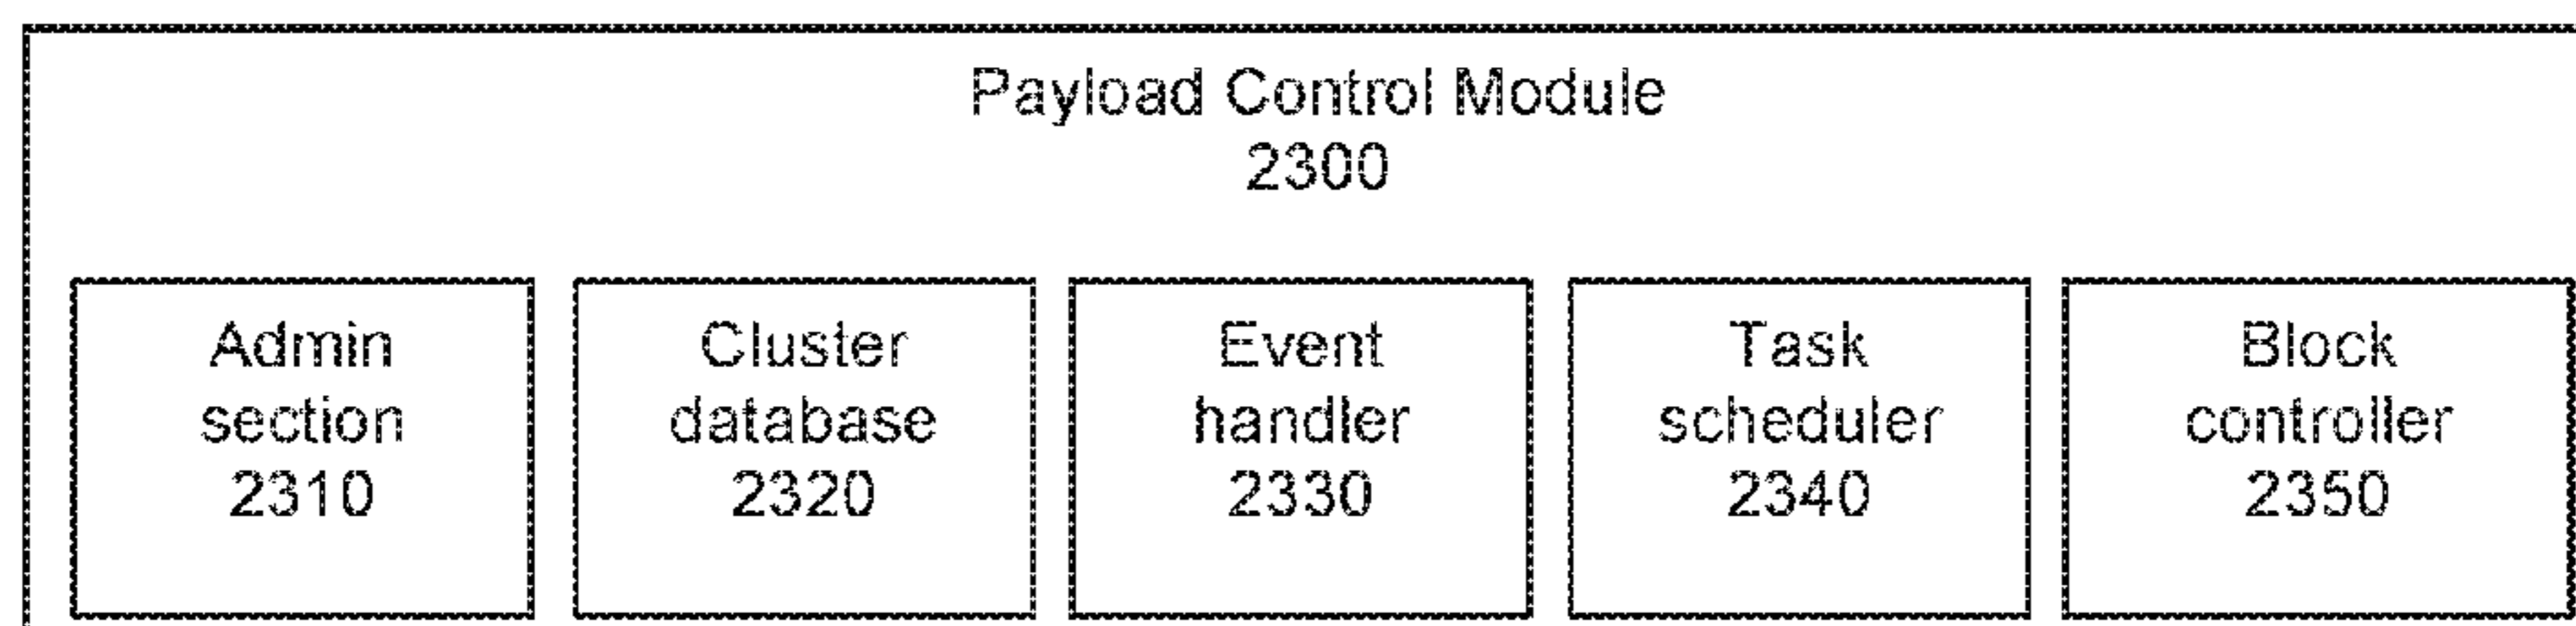 Payload Control Module
2300
Admin
section
2310
Cluster
database
2320
Event
handler
2330
Task
scheduler
2340
Block
controller
2350